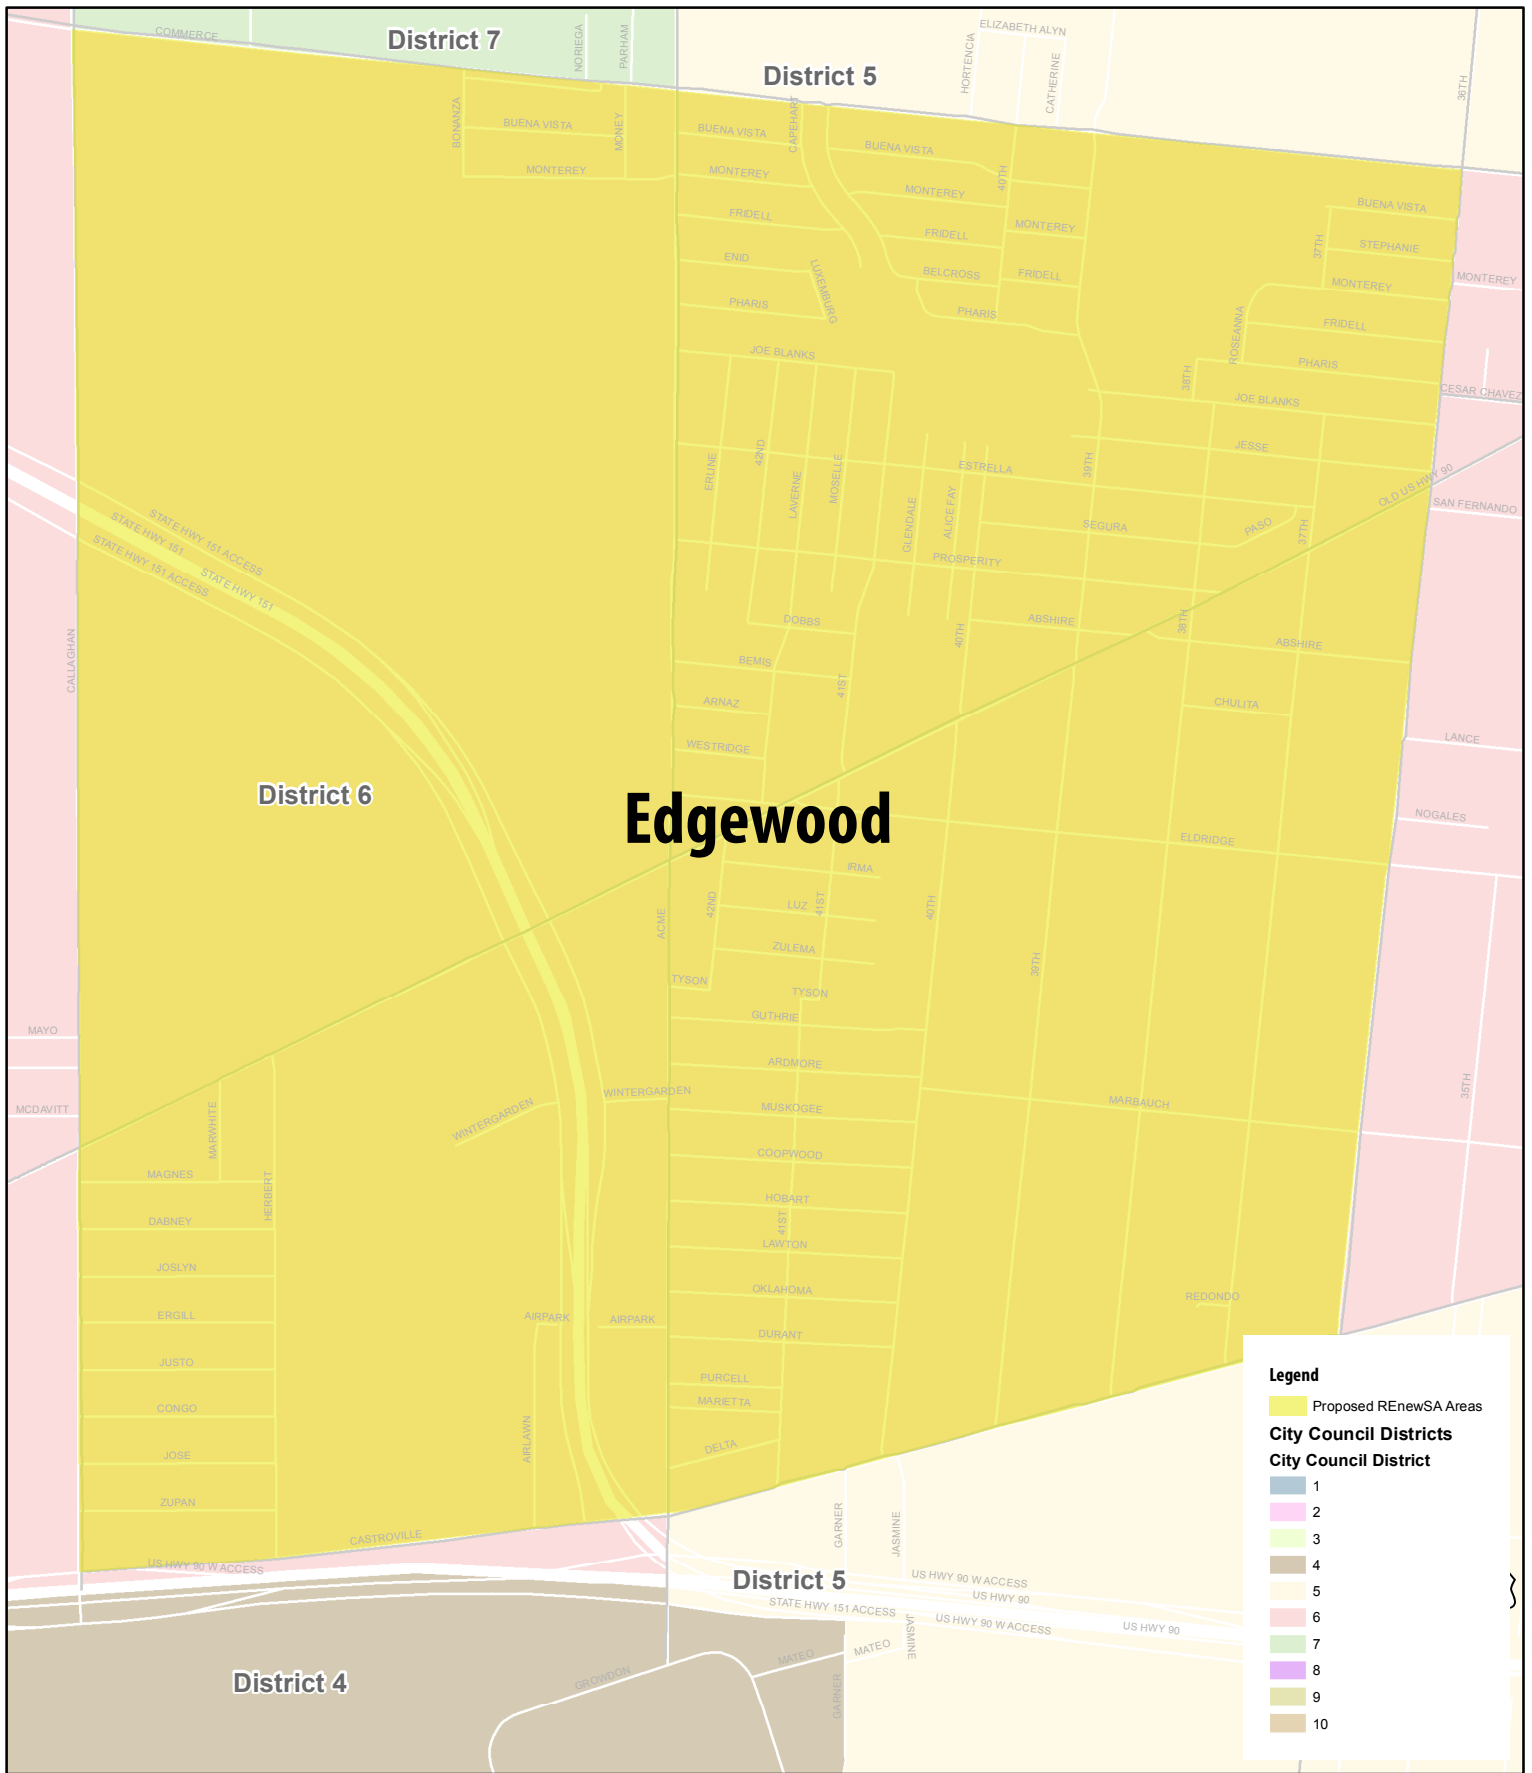 COMMERCE
District 7
NORIEGA
PARHAM
District 5
ELIZABETH ALYN
HORTENCIA
CATHERINE
36TH
BONANZA
BUENA VISTA
MONEY
MONTEREY
BUENA VISTA
CAPEHART
BUENA VISTA
MONTEREY
MONTEREY
40TH
FRIDELL
FRIDELL
MONTEREY
BUENA VISTA
37TH
STEPHANIE
ENID
LUXEMBURG
BELCROSS
FRIDELL
MONTEREY
MONTEREY
PHARIS
PHARIS
ROSEANNA
FRIDELL
JOE BLANKS
38TH
PHARIS
CESAR CHAVEZ
JOE BLANKS
ERLINE
42ND
LAVERNE
MOSELLE
ESTRELLA
39TH
JESSE
OLD US HWY 90
SAN FERNANDO
GLENDALE
ALICE FAY
SEGURA
PASO
37TH
STATE HWY 151 ACCESS
STATE HWY 151
STATE HWY 151 ACCESS
STATE HWY 151
PROSPERITY
CALLAGHAN
DOBBS
40TH
ABSHIRE
38TH
ABSHIRE
BEMIS
41ST
ARNAZ
CHULITA
WESTRIDGE
LANCE
District 6
Edgewood
NOGALES
ELDRIDGE
IRMA
ACME
42ND
LUZ
41ST
40TH
ZULEMA
39TH
TYSON
TYSON
GUTHRIE
MAYO
ARDMORE
WINTERGARDEN
WINTERGARDEN
MUSKOGEE
MARBAUCH
35TH
MCDAVITT
MARWHITE
COOPWOOD
MAGNES
HERBERT
HOBART
DABNEY
41ST
LAWTON
JOSLYN
OKLAHOMA
REDONDO
ERGILL
AIRPARK
AIRPARK
DURANT
JUSTO
PURCELL
MARIETTA
CONGO
AIRLAWN
DELTA
JOSE
ZUPAN
CASTROVILLE
GARNER
JASMINE
US HWY 90 W ACCESS
District 5
US HWY 90 W ACCESS
US HWY 90
STATE HWY 151 ACCESS
US HWY 90 W ACCESS
US HWY 90
JASMINE
MATEO
MATEO
District 4
GROWDON
GARNER
Legend
Proposed REnewSA Areas
City Council Districts
City Council District
1
2
3
4
5
6
7
8
9
10